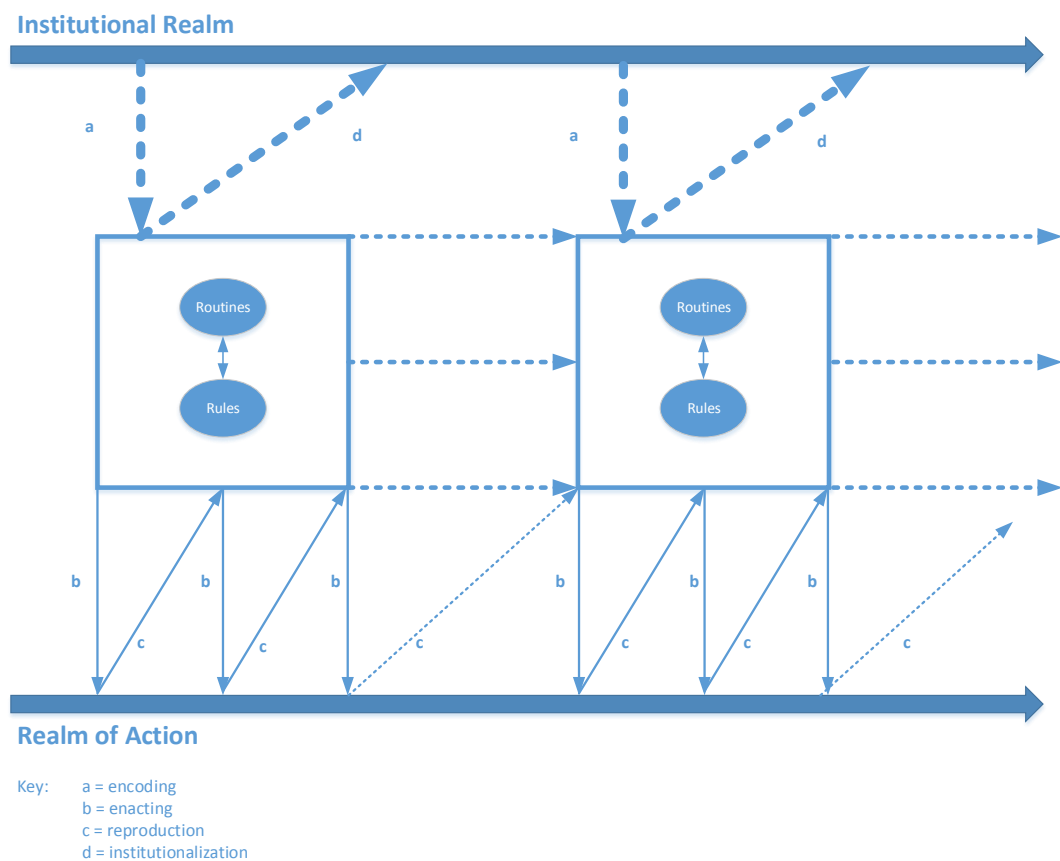 Institutional Realm
a
d
a
d
Routines
Routines
Rules
Rules
b
b
b
b
b
b
c
c
c
c
c
c
Realm of Action
Key: a = encoding
b = enacting
c = reproduction
d = institutionalization